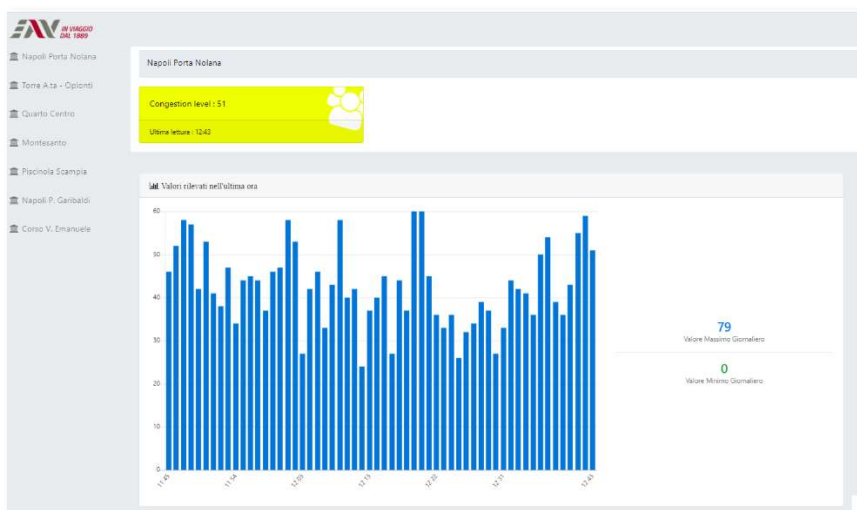 EAV IN VIAGGIO
DAL 1889
Napoli Porta Nolana
Torre A.ta - Oplonti
Quarto Centro
Montesanto
Piscinola Scampia
Napoli P. Garibaldi
Corso V. Emanuele
Napoli Porta Nolana
Congestion level : 51
Ultima lettura : 12:43
Valori rilevati nell'ultima ora
60
50
40
30
20
10
0
11:45
11:54
12:03
12:13
12:22
12:31
12:43
79
Valore Massimo Giornaliero
0
Valore Minimo Giornaliero